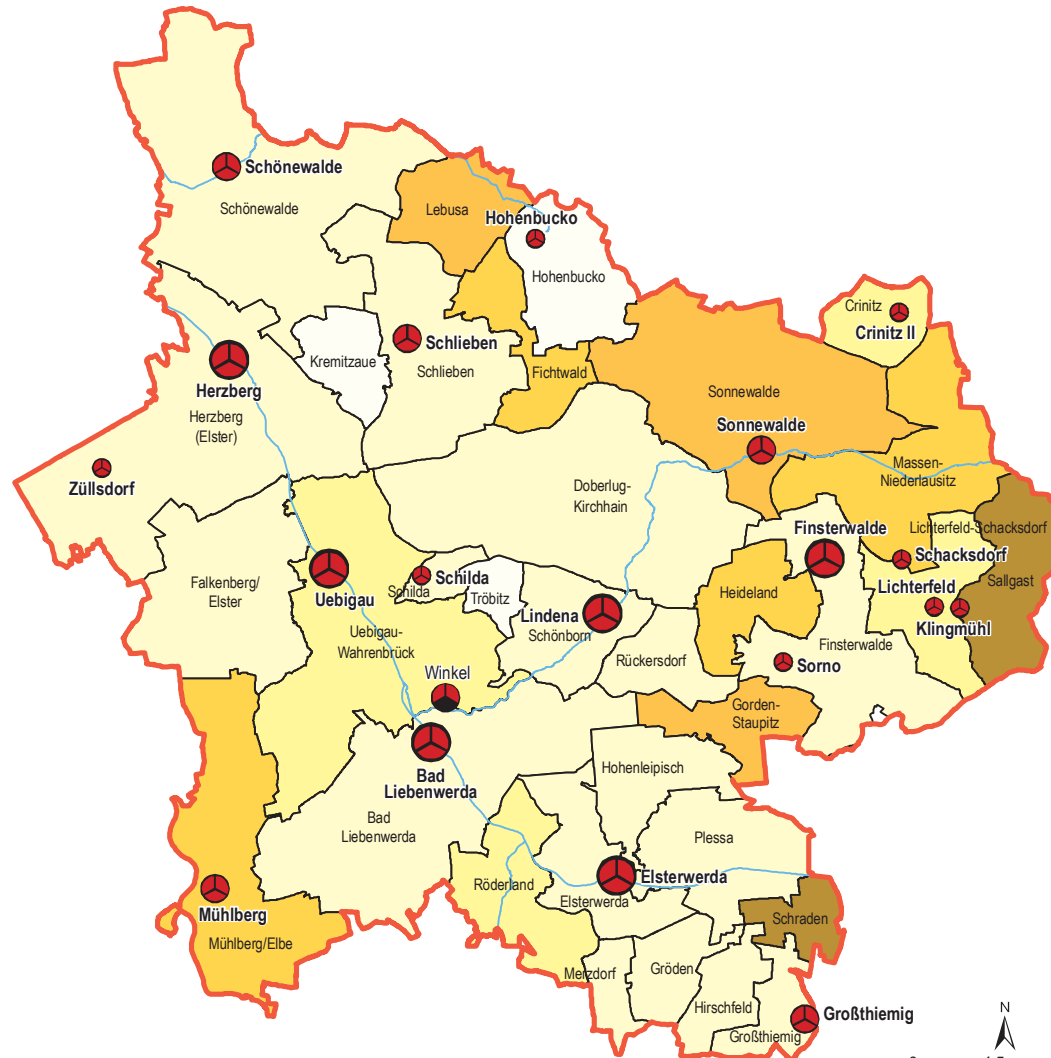 Schönewalde
Schönewalde
Lebusa
Hohenbucko
Hohenbucko
Crinitz
Crinitz II
Schlieben
Schlieben
Kremitzaue
Fichtwald
Herzberg
Herzberg
(Elster)
Sonnewalde
Sonnewalde
Züllsdorf
Massen-
Niederlausitz
Doberlug-
Kirchhain
Finsterwalde
Lichterfeld-Schacksdorf
Schacksdorf
Sallgast
Falkenberg/
Elster
Uebigau
Schilda
Schilda
Tröbitz
Heideland
Lichterfeld
Klingmühl
Lindena
Schönborn
Uebigau-
Wahrenbrück
Rückersdorf
Finsterwalde
Sorno
Winkel
Gorden-
Staupitz
Bad
Liebenwerda
Hohenleipisch
Bad
Liebenwerda
Plessa
Röderland
Elsterwerda
Elsterwerda
Mühlberg
Mühlberg/Elbe
Schraden
Merzdorf
Gröden
Hirschfeld
Großthiemig
Großthiemig
N